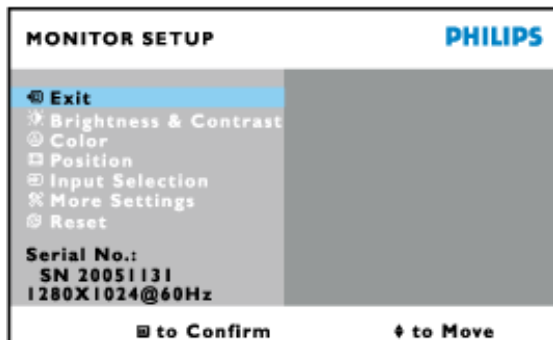 MONITOR SETUP
PHILIPS
Exit
Brightness & Contrast
Color
Position
Input Selection
More Settings
Reset
Serial No.:
SN 20051131
1280X1024@60Hz
to Confirm
to Move